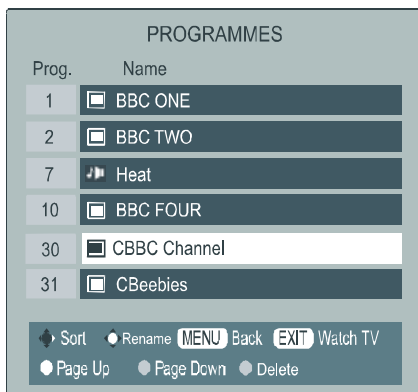 PROGRAMMES
Prog. Name
1 BBC ONE
2 BBC TWO
7 Heat
10 BBC FOUR
30 CBBC Channel
31 CBeebies
Sort Rename MENU Back EXIT Watch TV
Page Up Page Down Delete